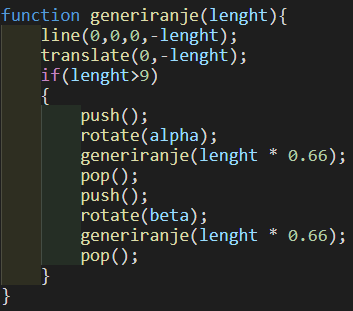 function generiranje(lenght){
    line(0,0,0,-lenght);
    translate(0,-lenght);
    if(lenght>9)
    {
        push();
        rotate(alpha);
        generiranje(lenght * 0.66);
        pop();
        push();
        rotate(beta);
        generiranje(lenght * 0.66);
        pop();
    }
}